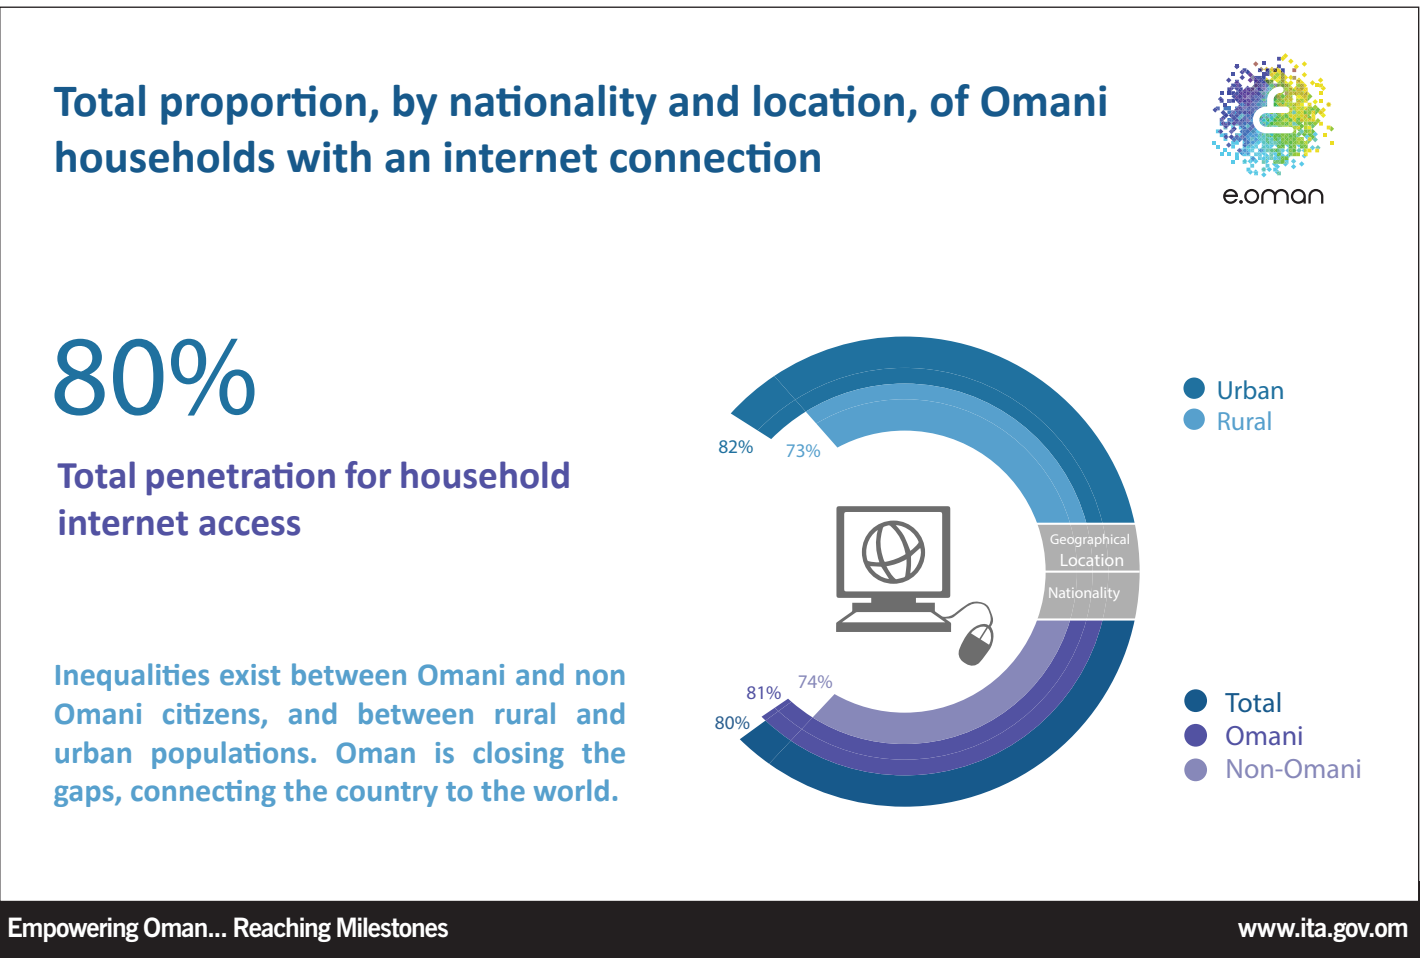 Total proportion, by nationality and location, of Omani
households with an internet connection
e.oman
80%
Total penetration for household
internet access
Inequalities exist between Omani and non
Omani citizens, and between rural and
urban populations. Oman is closing the
gaps, connecting the country to the world.
82%
73%
Urban
Rural
Geographical
Location
Nationality
74%
81%
80%
Total
Omani
Non-Omani
Empowering Oman... Reaching Milestones
www.ita.gov.om